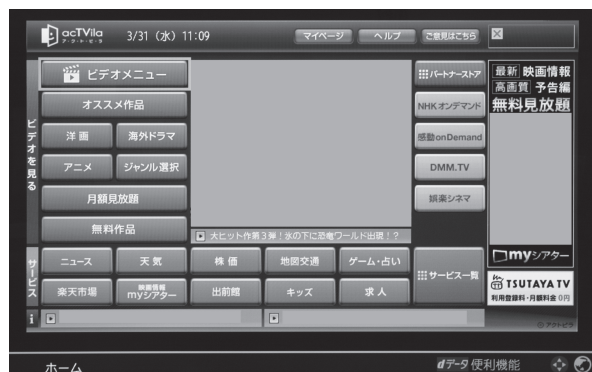 acTVila
ア・ク・ト・ビ・ラ
3/31（水）11:09
マイページ
ヘルプ
ご意見はこちら
ビデオを見る
ビデオメニュー
オススメ作品
洋画
海外ドラマ
アニメ
ジャンル選択
月額見放題
無料作品
大ヒット作第3弾！氷の下に恐竜ワールド出現！？
パートナーストア
NHKオンデマンド
感動onDemand
DMM.TV
娯楽シネマ
最新 映画情報
高画質 予告編
無料見放題
myシアター
TSUTAYA TV
利用登録料・月額料金 0円
サービス
ニュース
天気
株価
地図交通
ゲーム・占い
楽天市場
映画情報
myシアター
出前館
キッズ
求人
サービス一覧
i
© アクトビラ
ホーム
dデータ 便利機能